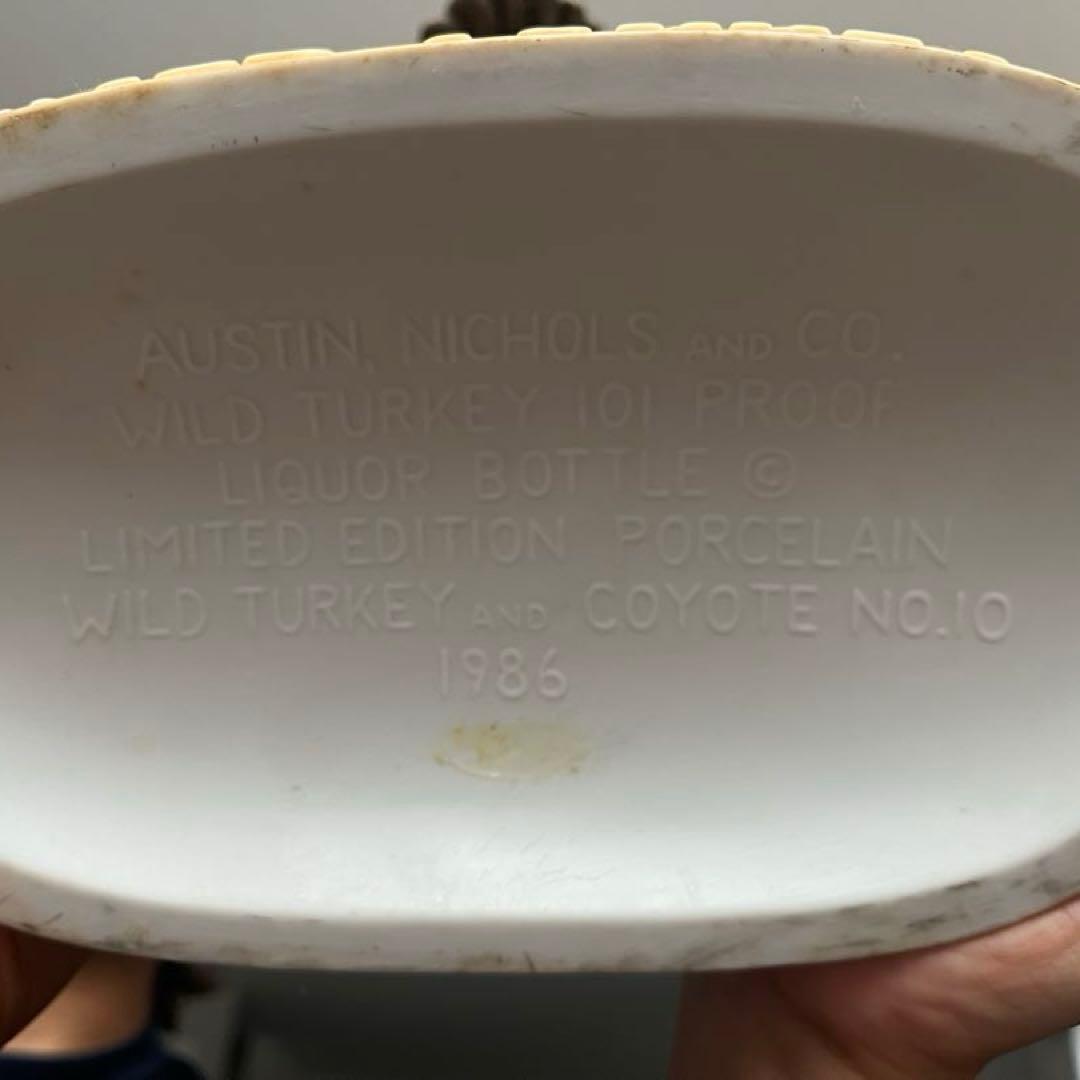 AUSTIN, NICHOLS AND CO.
WILD TURKEY 101 PROOF
LIQUOR BOTTLE ©
LIMITED EDITION PORCELAIN
WILD TURKEY AND COYOTE NO.10
1986